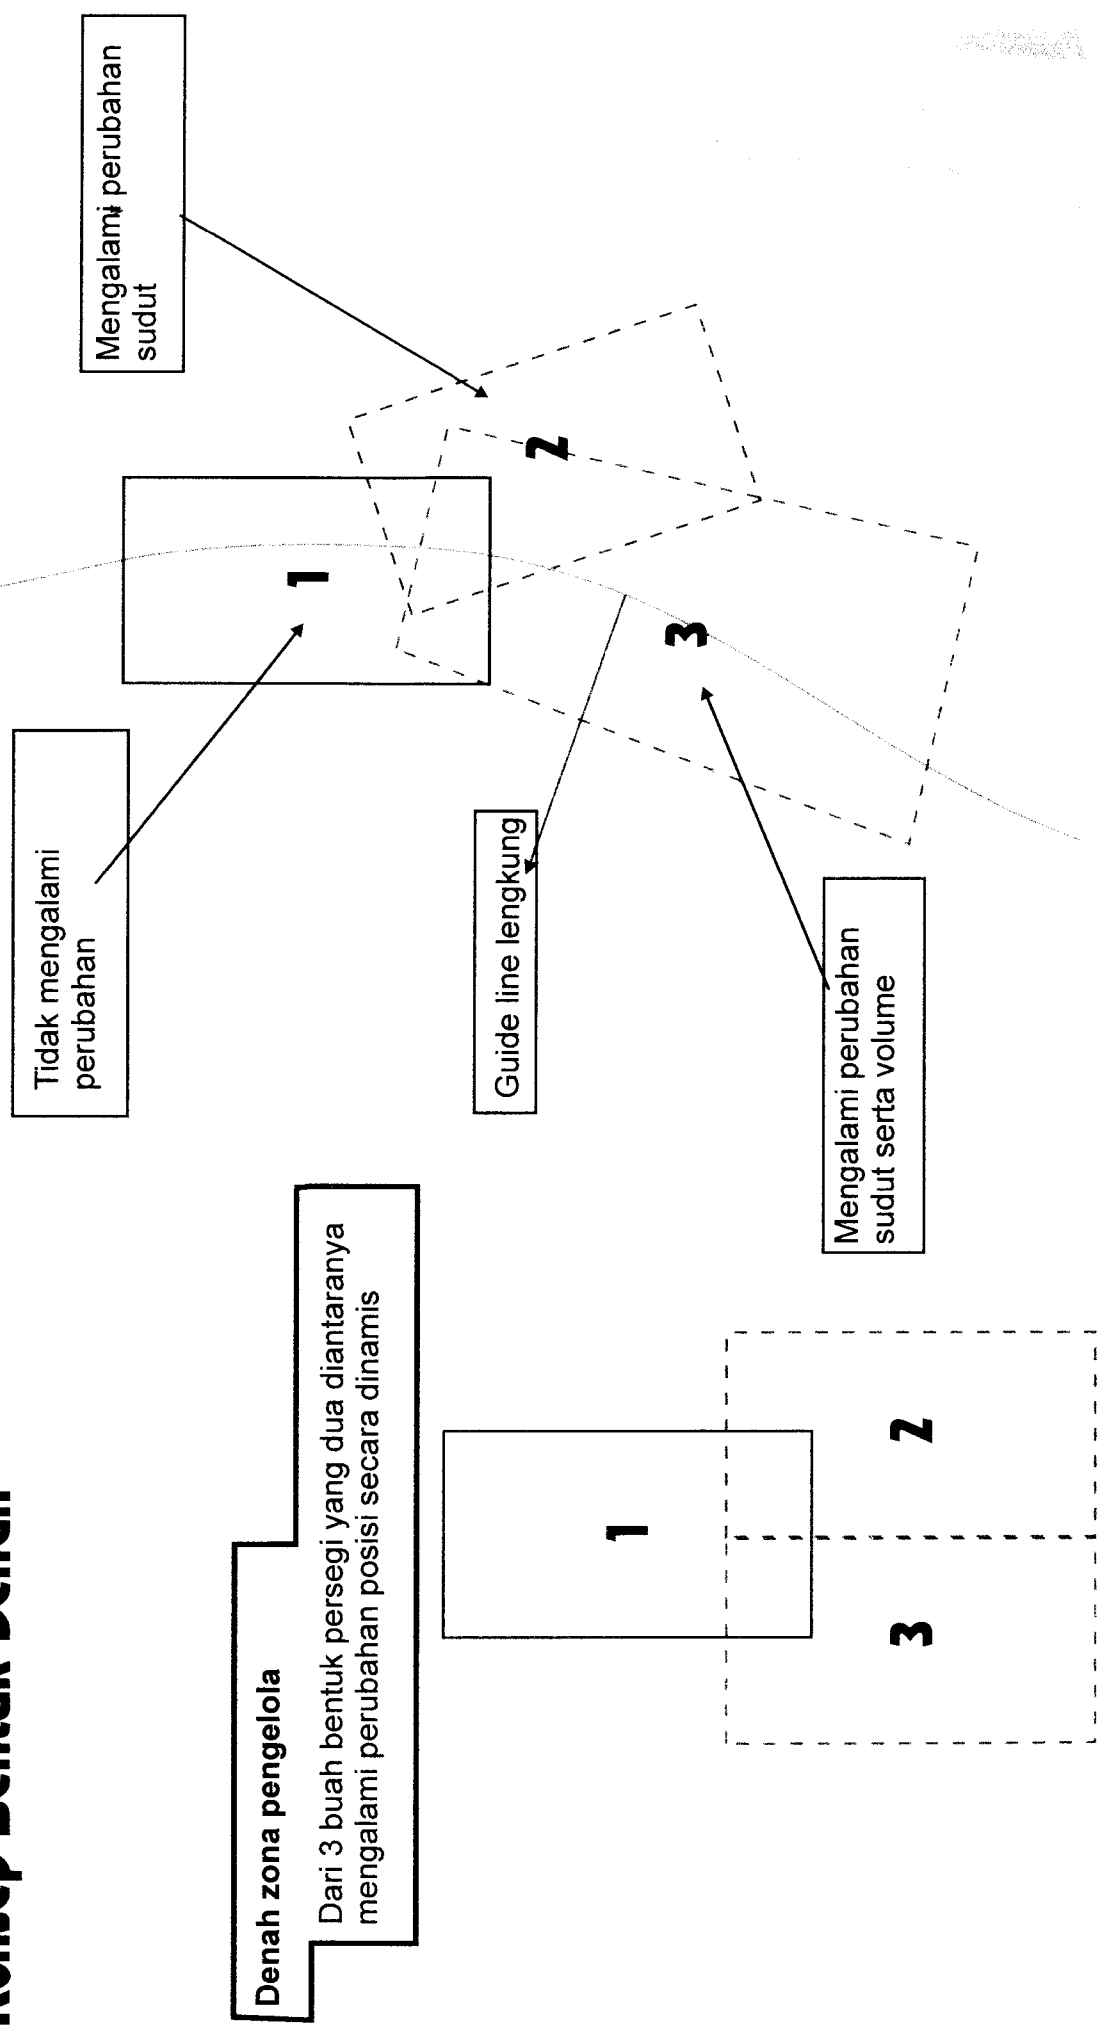 Konsep Bentuk Denah
Denah zona pengelola
Dari 3 buah bentuk persegi yang dua diantaranya
mengalami perubahan posisi secara dinamis
1
2
3
Tidak mengalami
perubahan
Mengalami perubahan
sudut
1
2
3
Guide line lengkung
Mengalami perubahan
sudut serta volume